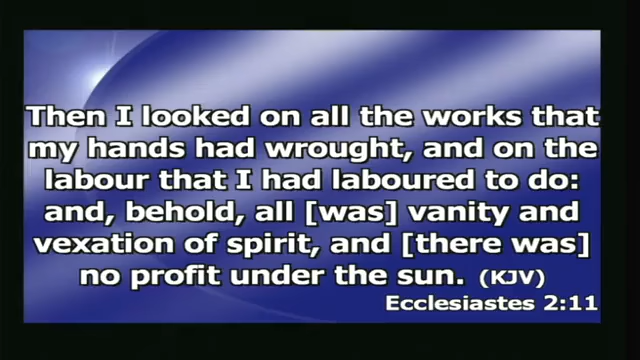 Then I looked on all the works that
my hands had wrought, and on the
labour that I had laboured to do:
and, behold, all [was] vanity and
vexation of spirit, and [there was]
no profit under the sun. (KJV)
Ecclesiastes 2:11